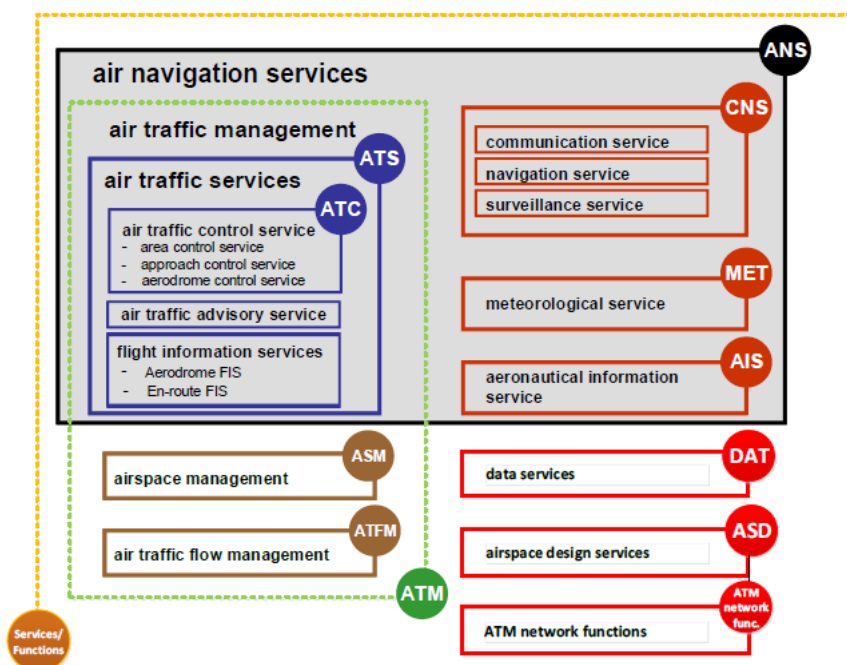 ANS
air navigation services
air traffic management
ATS
air traffic services
ATC
air traffic control service
- area control service
- approach control service
- aerodrome control service
air traffic advisory service
flight information services
- Aerodrome FIS
- En-route FIS
CNS
communication service
navigation service
surveillance service
MET
meteorological service
AIS
aeronautical information
service
ASM
airspace management
ATFM
air traffic flow management
ATM
DAT
data services
ASD
airspace design services
ATM
network
func.
ATM network functions
Services/
Functions